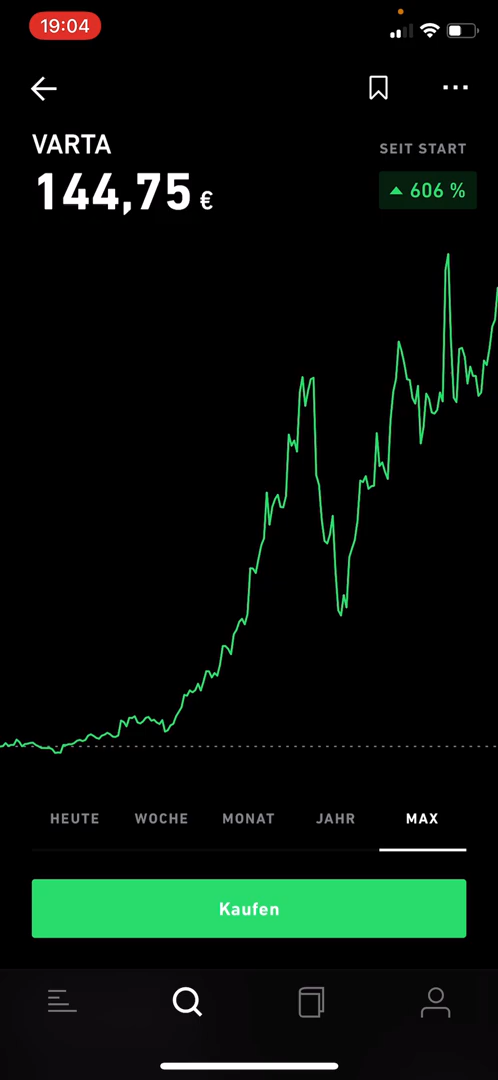 19:04
VARTA
SEIT START
144,75 €
606 %
HEUTE
WOCHE
MONAT
JAHR
MAX
Kaufen